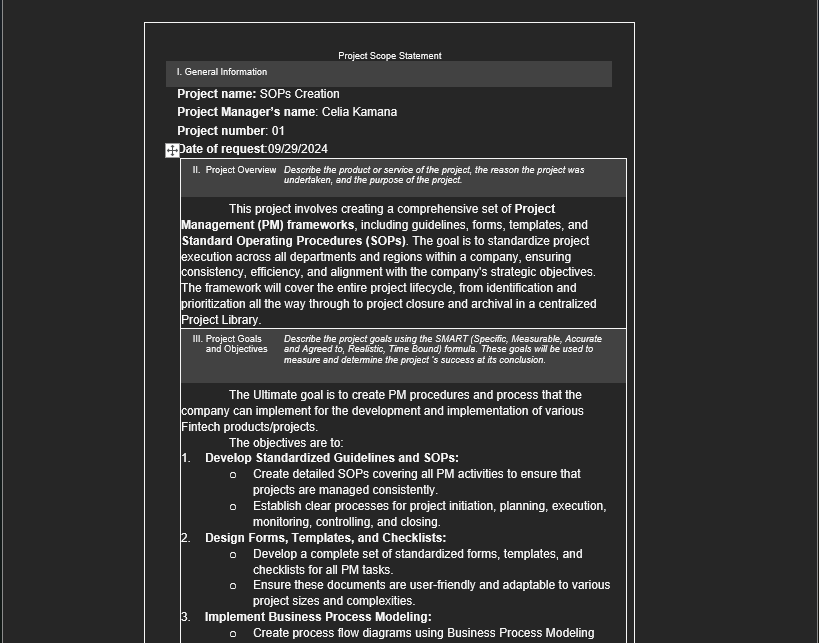 Project Scope Statement
I. General Information
Project name: SOPs Creation
Project Manager's name: Celia Kamana
Project number: 01
Date of request:09/29/2024
II. Project Overview Describe the product or service of the project, the reason the project was
undertaken, and the purpose of the project.
This project involves creating a comprehensive set of Project
Management (PM) frameworks, including guidelines, forms, templates, and
Standard Operating Procedures (SOPs). The goal is to standardize project
execution across all departments and regions within a company, ensuring
consistency, efficiency, and alignment with the company's strategic objectives.
The framework will cover the entire project lifecycle, from identification and
prioritization all the way through to project closure and archival in a centralized
Project Library.
III. Project Goals Describe the project goals using the SMART (Specific, Measurable, Accurate
and Objectives and Agreed to, Realistic, Time Bound) formula. These goals will be used to
measure and determine the project 's success at its conclusion.
The Ultimate goal is to create PM procedures and process that the
company can implement for the development and implementation of various
Fintech products/projects.
The objectives are to:
1. Develop Standardized Guidelines and SOPs:
o Create detailed SOPs covering all PM activities to ensure that
projects are managed consistently.
o Establish clear processes for project initiation, planning, execution,
monitoring, controlling, and closing.
2. Design Forms, Templates, and Checklists:
o Develop a complete set of standardized forms, templates, and
checklists for all PM tasks.
o Ensure these documents are user-friendly and adaptable to various
project sizes and complexities.
3. Implement Business Process Modeling:
o Create process flow diagrams using Business Process Modeling